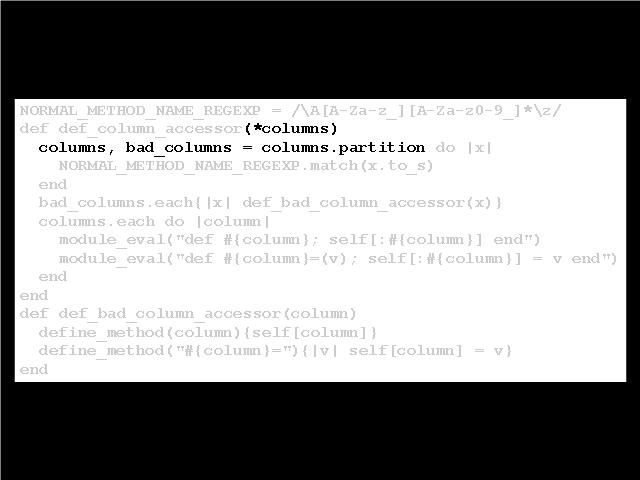 NORMAL_METHOD_NAME_REGEXP = /\A[A-Za-z_][A-Za-z0-9_]*\z/
def def_column_accessor(*columns)
  columns, bad_columns = columns.partition do |x|
    NORMAL_METHOD_NAME_REGEXP.match(x.to_s)
  end
  bad_columns.each{|x| def_bad_column_accessor(x)}
  columns.each do |column|
    module_eval("def #{column}; self[:#{column}] end")
    module_eval("def #{column}=(v); self[:#{column}] = v end")
  end
end
def def_bad_column_accessor(column)
  define_method(column){self[column]}
  define_method("#{column}="){|v| self[column] = v}
end